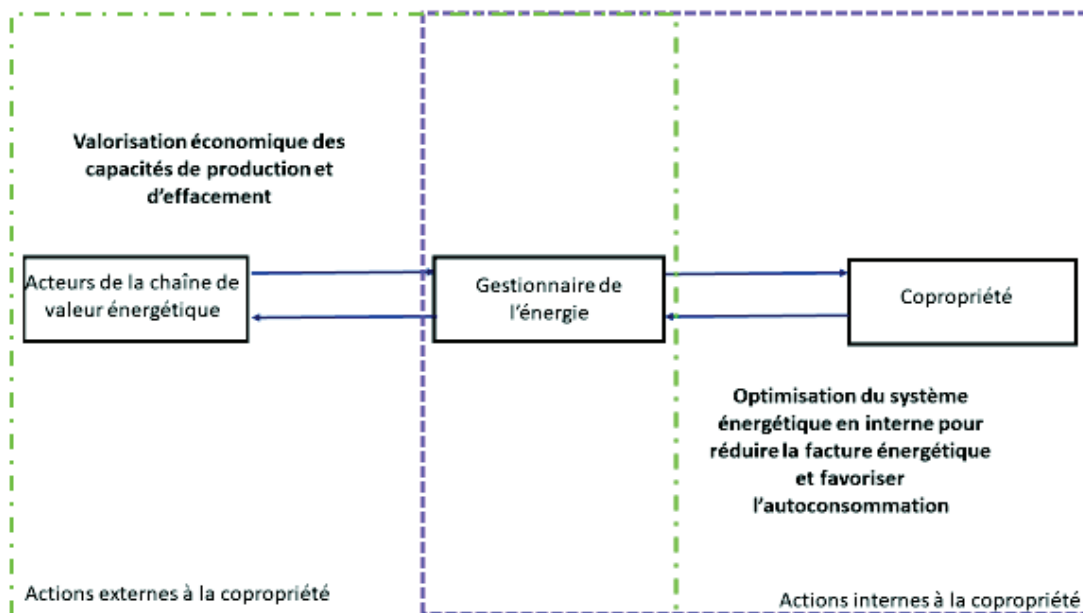 Valorisation économique des
capacités de production et
d'effacement
Acteurs de la chaîne de
valeur énergétique
Gestionnaire de
l'énergie
Copropriété
Optimisation du système
énergétique en interne pour
réduire la facture énergétique
et favoriser
l'autoconsommation
Actions externes à la copropriété
Actions internes à la copropriété